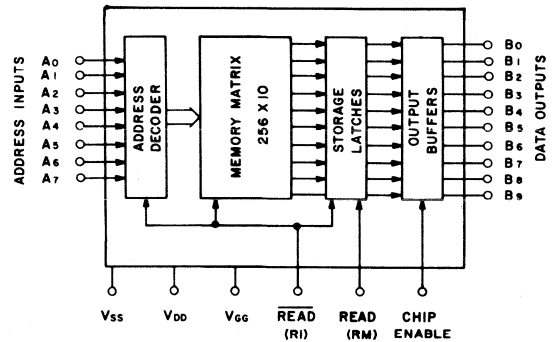 ADDRESS INPUTS
A0
A1
A2
A3
A4
A5
A6
A7
ADDRESS
DECODER
MEMORY MATRIX
256 X 10
STORAGE
LATCHES
OUTPUT
BUFFERS
B0
B1
B2
B3
B4
B5
B6
B7
B8
B9
DATA OUTPUTS
VSS
VDD
VGG
READ
(RI)
READ
(RM)
CHIP
ENABLE